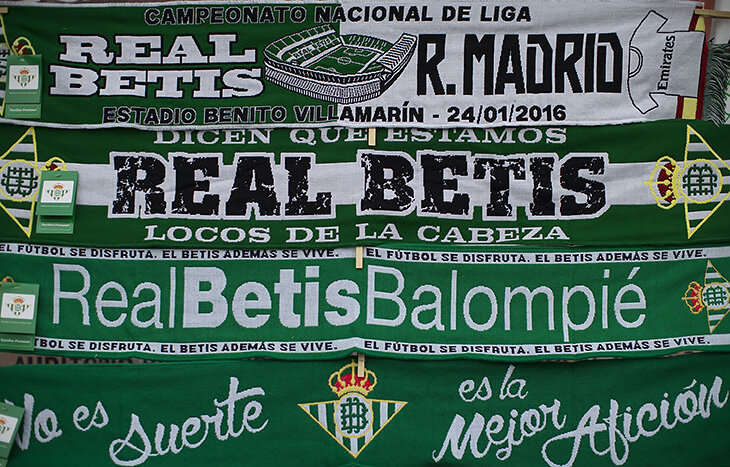 CAMPEONATO NACIONAL DE LIGA
REAL BETIS
R. MADRID
Emirates
ESTADIO BENITO VILLAMARÍN - 24/01/2016
DICEN QUE ESTAMOS
REAL BETIS
LOCOS DE LA CABEZA
EL FÚTBOL SE DISFRUTA. EL BETIS ADEMÁS SE VIVE. EL FÚTBOL SE DISFRUTA. EL BETIS ADEMÁS SE VIVE.
RealBetisBalompié
EL FÚTBOL SE DISFRUTA. EL BETIS ADEMÁS SE VIVE. EL FÚTBOL SE DISFRUTA. EL BETIS ADEMÁS SE VIVE.
No es suerte
es la
Mejor Afición